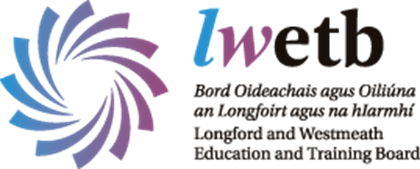 lwetb
Bord Oideachais agus Oiliúna
an Longfoirt agus na hIarmhí
Longford and Westmeath
Education and Training Board